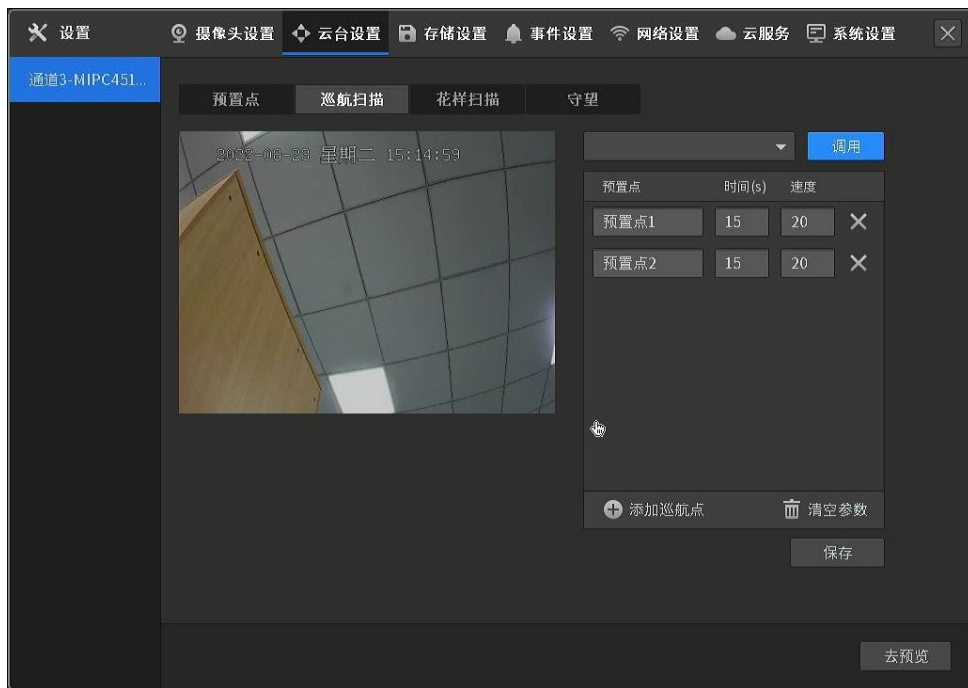 设置 摄像头设置 云台设置 存储设置 事件设置 网络设置 云服务 系统设置
通道3-MIPC451...
预置点 巡航扫描 花样扫描 守望
2022-08-23 星期二 15:14:59
调用
预置点 时间(s) 速度
预置点1 15 20
预置点2 15 20
添加巡航点 清空参数
保存
去预览